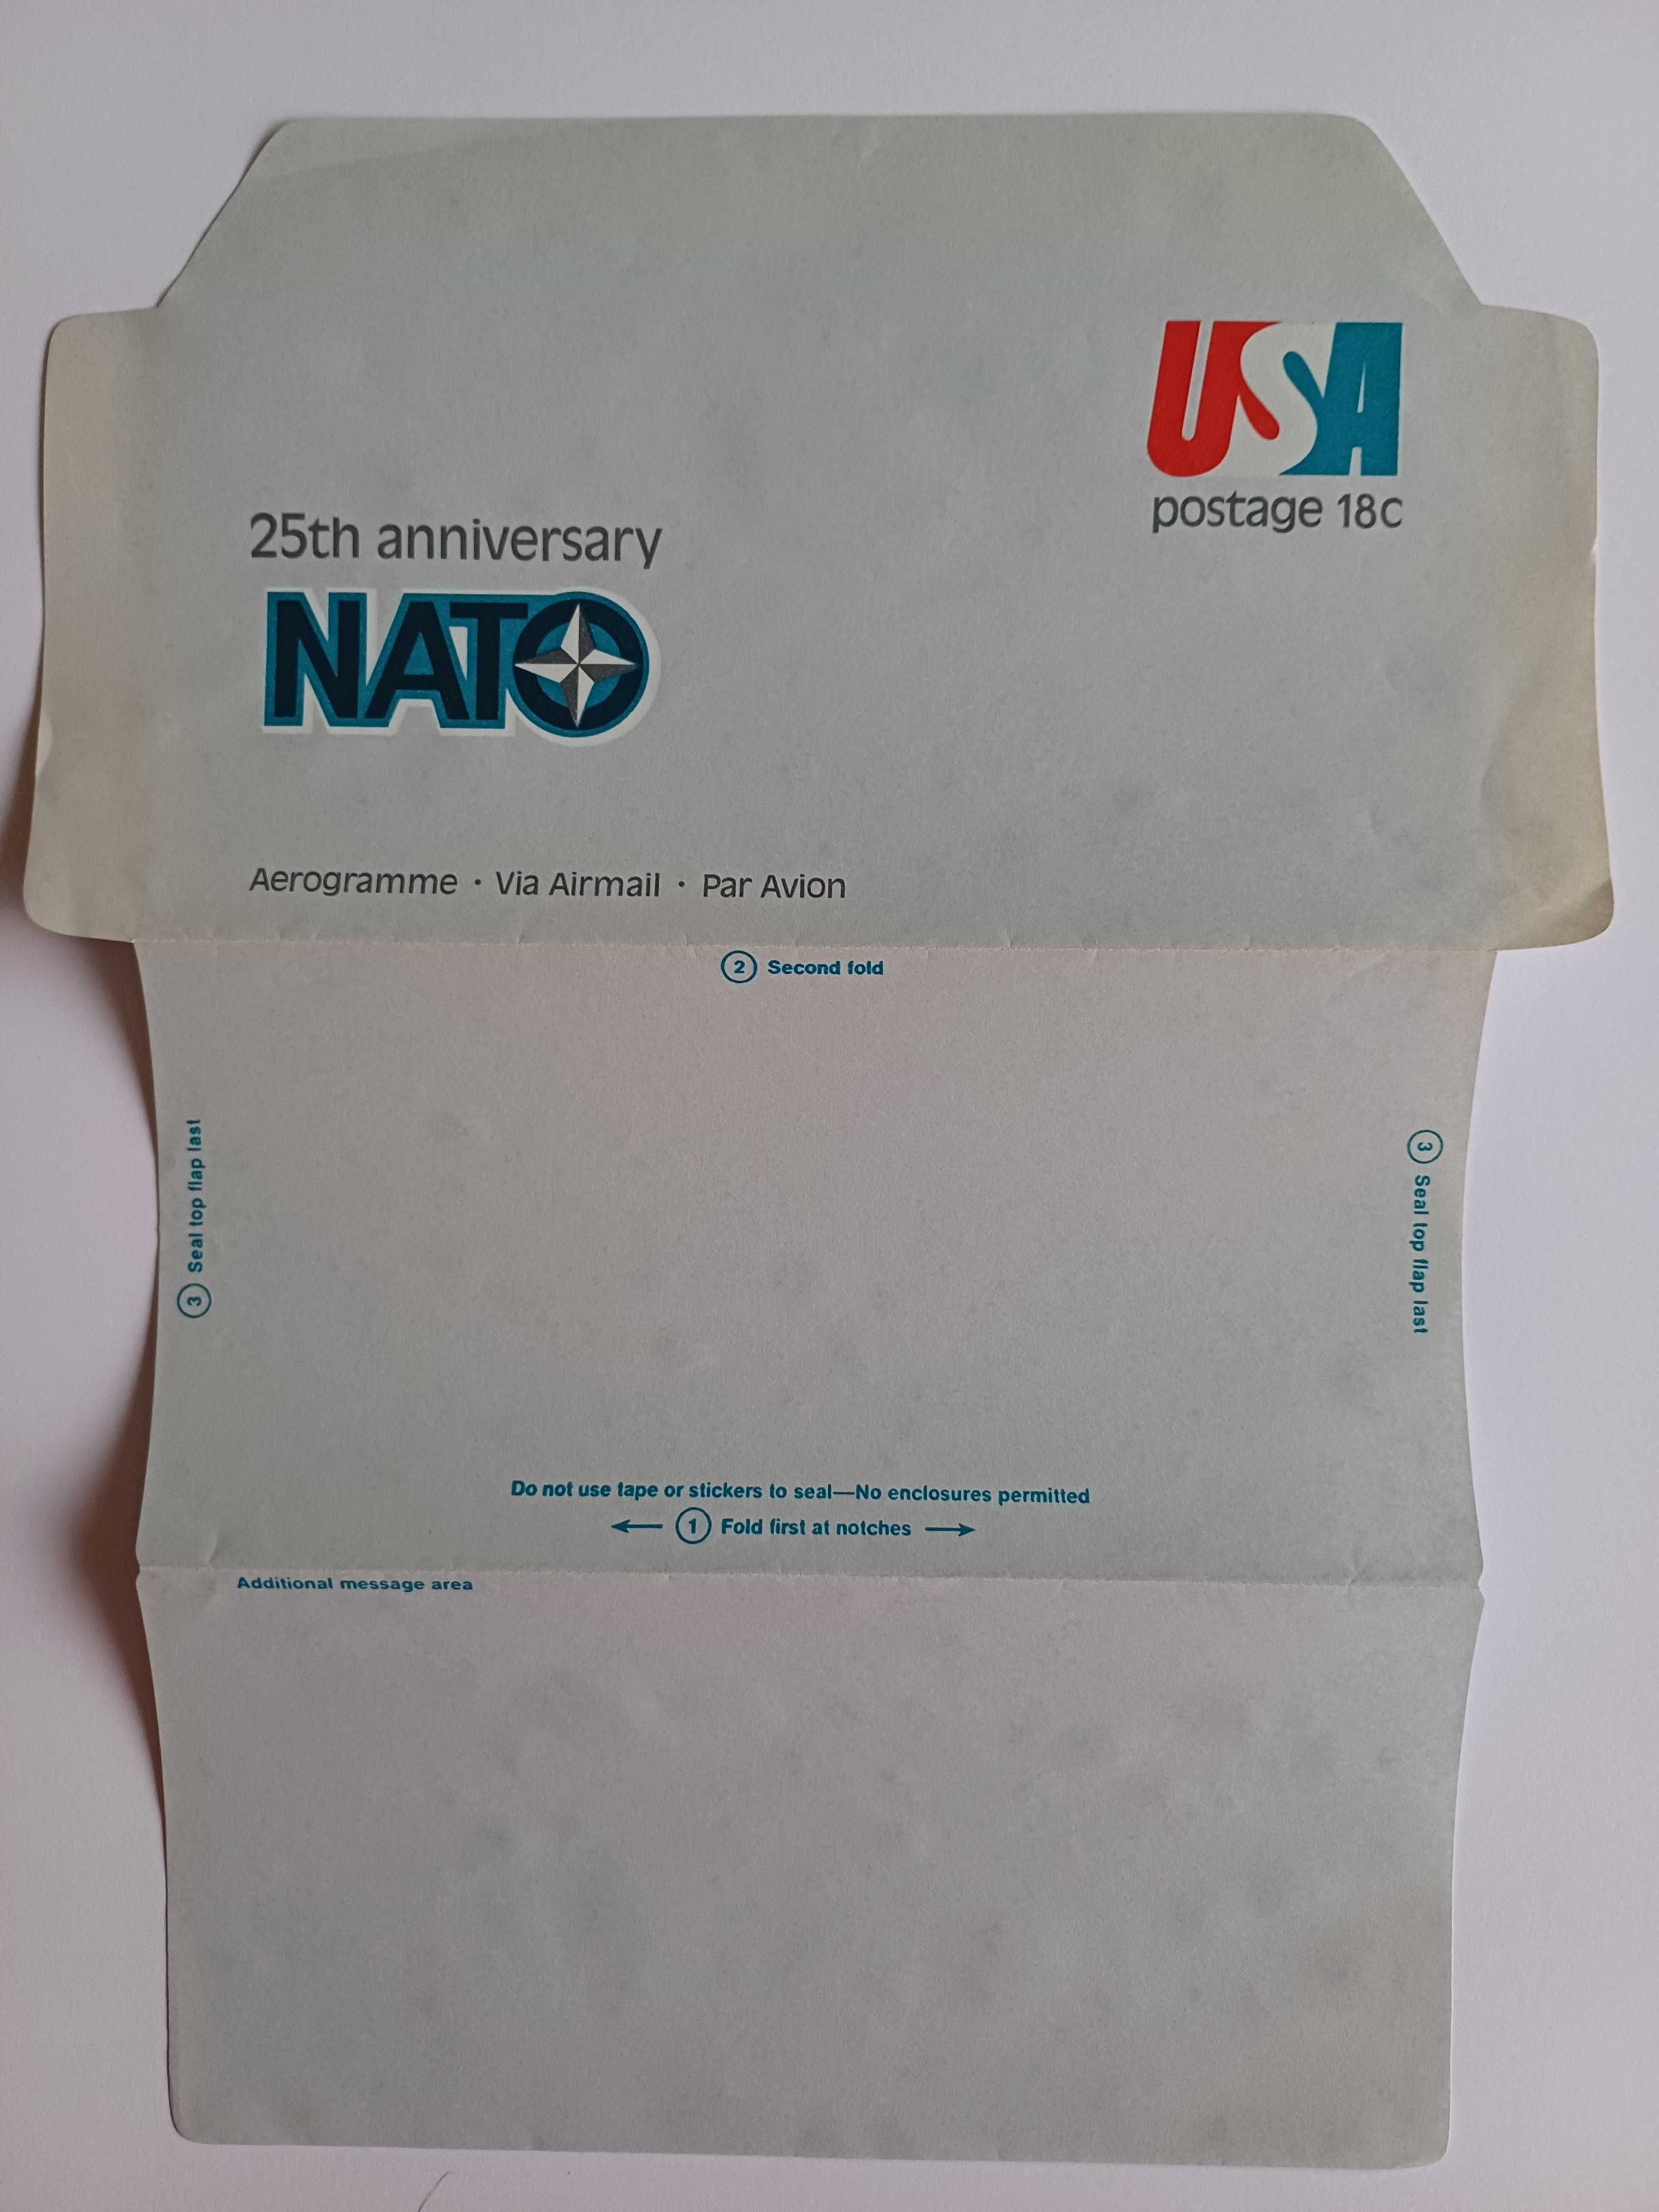 USA
postage 18c
25th anniversary
NATO
Aerogramme · Via Airmail · Par Avion
2 Second fold
3 Seal top flap last
3 Seal top flap last
Do not use tape or stickers to seal—No enclosures permitted
← 1 Fold first at notches →
Additional message area